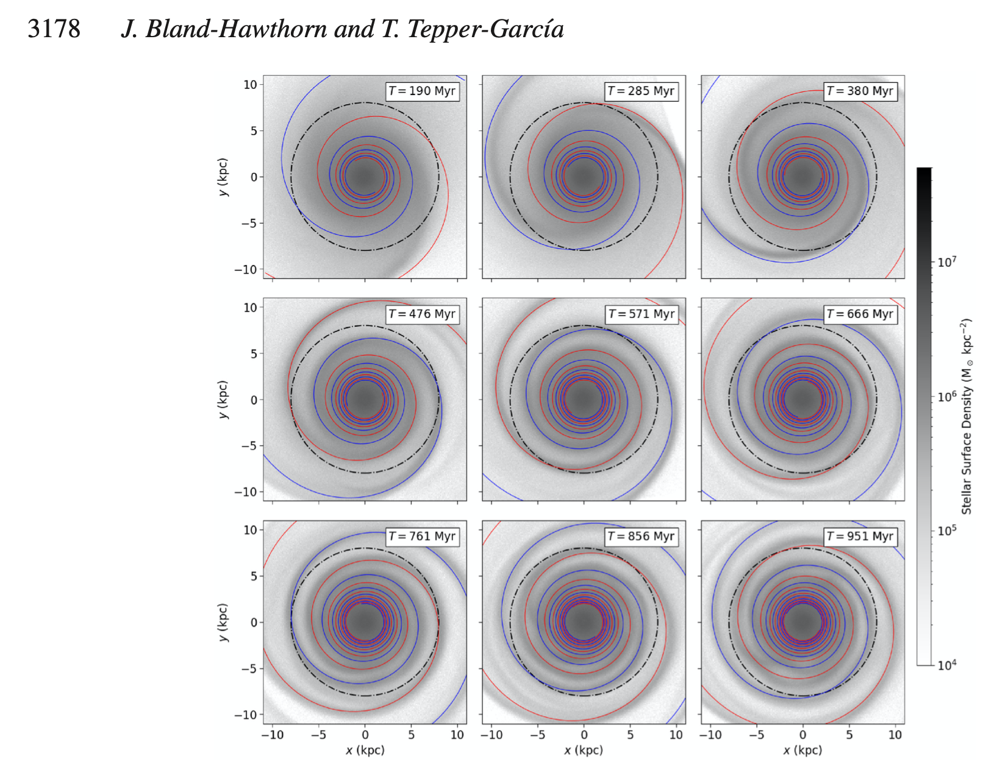 3178 J. Bland-Hawthorn and T. Tepper-García
T = 190 Myr
T = 285 Myr
T = 380 Myr
10
5
0
−5
−10
y (kpc)
T = 476 Myr
T = 571 Myr
T = 666 Myr
10
5
0
−5
−10
y (kpc)
T = 761 Myr
T = 856 Myr
T = 951 Myr
10
5
0
−5
−10
y (kpc)
−10 −5 0 5 10
−10 −5 0 5 10
−10 −5 0 5 10
x (kpc)
x (kpc)
x (kpc)
10⁷
10⁶
10⁵
10⁴
Stellar Surface Density (M⊙ kpc⁻²)